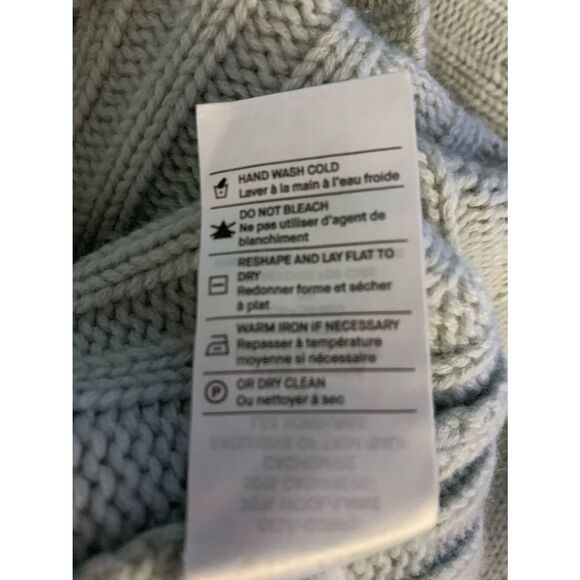 HAND WASH COLD
Laver à la main à l'eau froide
DO NOT BLEACH
Ne pas utiliser d'agent de
blanchiment
RESHAPE AND LAY FLAT TO
DRY
Redonner forme et sécher
à plat
WARM IRON IF NECESSARY
Repasser à température
moyenne si nécessaire
P
OR DRY CLEAN
Ou nettoyer à sec